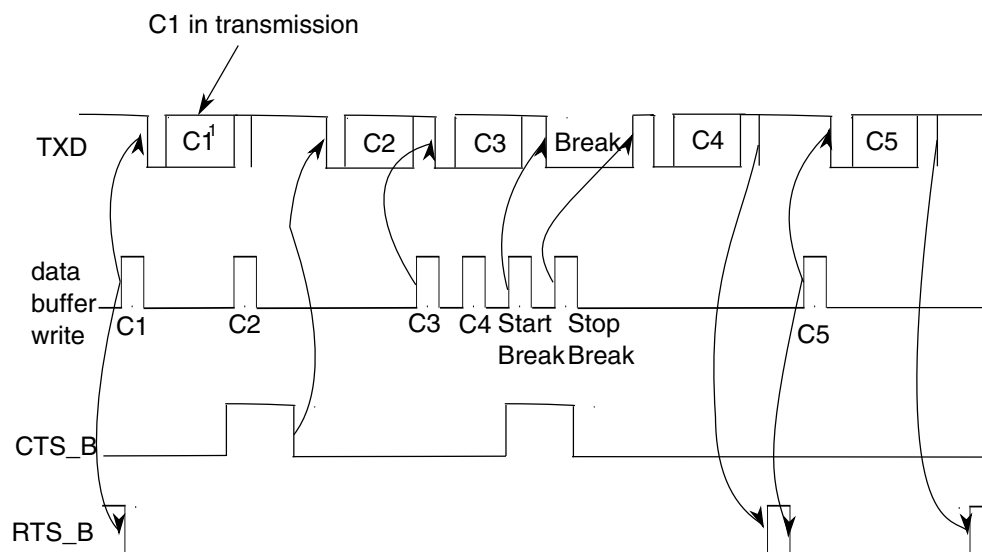 C1 in transmission
TXD
C1
1
C2
C3
Break
C4
C5
data
buffer
write
C1
C2
C3
C4
Start
Break
Stop
Break
C5
CTS_B
RTS_B